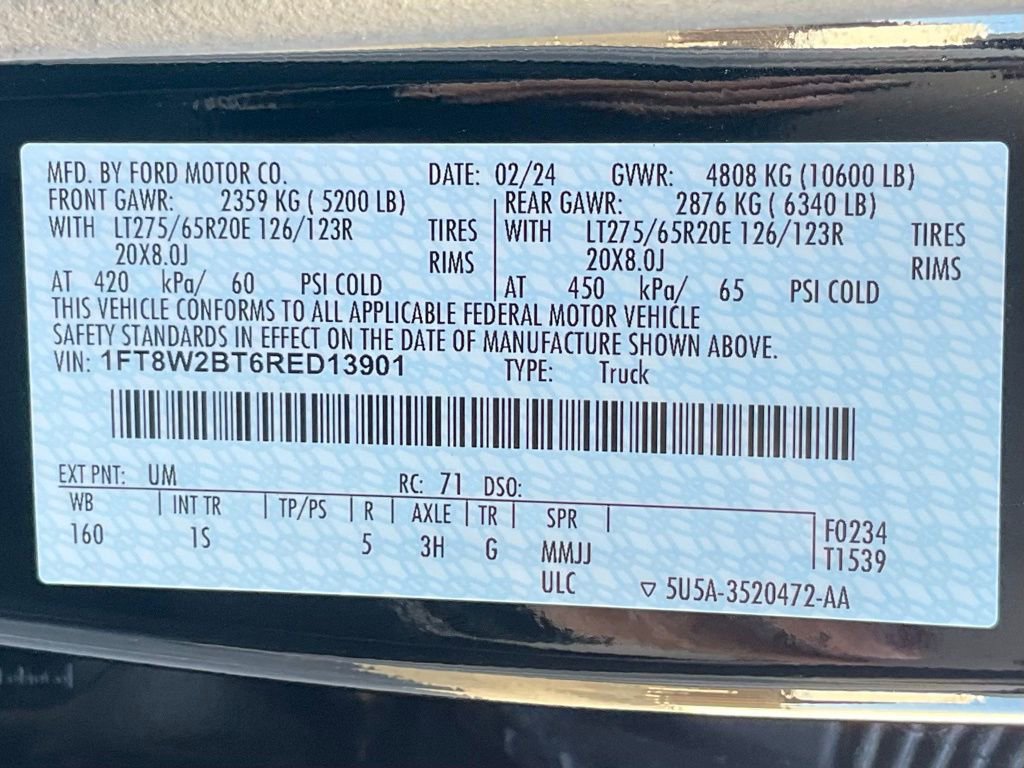 MFD. BY FORD MOTOR CO. DATE: 02/24 GVWR: 4808 KG (10600 LB)
FRONT GAWR: 2359 KG ( 5200 LB) REAR GAWR: 2876 KG ( 6340 LB)
WITH LT275/65R20E 126/123R TIRES WITH LT275/65R20E 126/123R TIRES
20X8.0J RIMS 20X8.0J RIMS
AT 420 kPa/ 60 PSI COLD AT 450 kPa/ 65 PSI COLD
THIS VEHICLE CONFORMS TO ALL APPLICABLE FEDERAL MOTOR VEHICLE
SAFETY STANDARDS IN EFFECT ON THE DATE OF MANUFACTURE SHOWN ABOVE.
VIN: 1FT8W2BT6RED13901 TYPE: Truck
EXT PNT: UM RC: 71 DSO:
WB | INT TR | TP/PS | R | AXLE | TR | SPR | F0234
160 1S 5 3H G MMJJ T1539
ULC ▽ 5U5A-3520472-AA